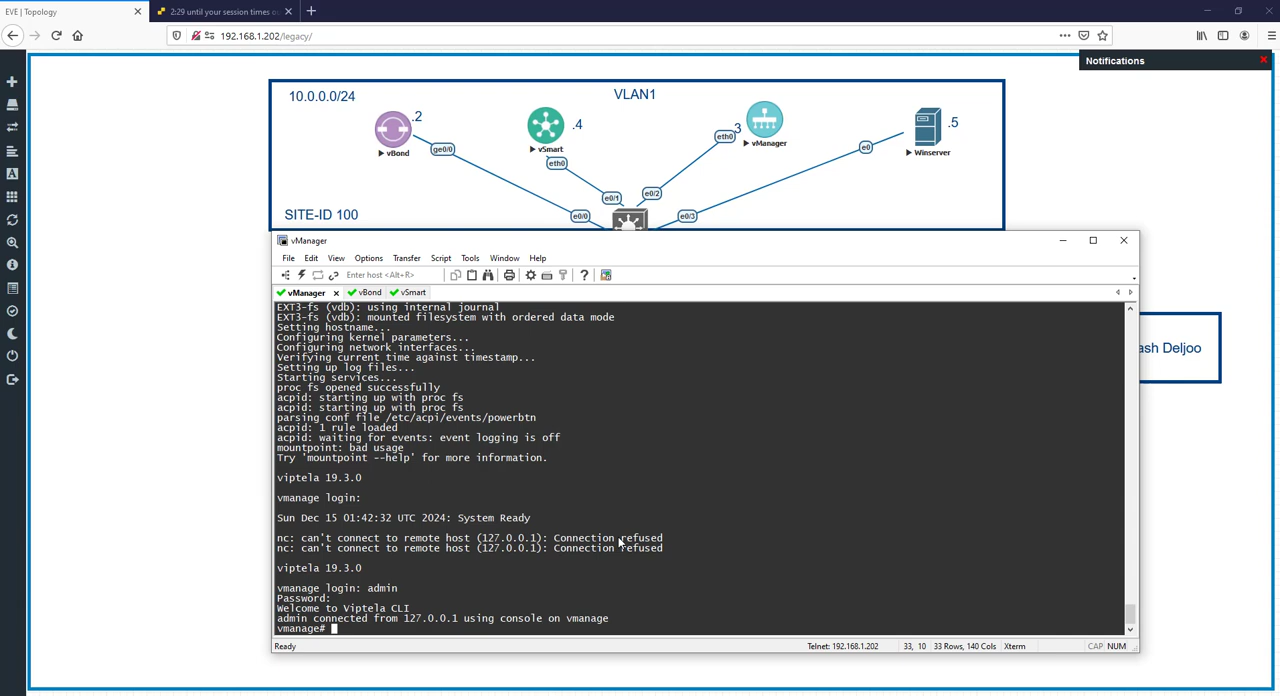 EVE | Topology
2:29 until your session times o
192.168.1.202/legacy/
Notifications
10.0.0.0/24
VLAN1
.2
.4
3
.5
ge0/0
vBond
vSmart
eth0
eth0
vManager
e0
Winserver
e0/1
e0/2
SITE-ID 100
e0/0
e0/3
ash Deljoo
vManager
File Edit View Options Transfer Script Tools Window Help
Enter host <Alt+R>
vManager vBond vSmart
EXT3-fs (vdb): using internal journal
EXT3-fs (vdb): mounted filesystem with ordered data mode
Setting hostname...
Configuring kernel parameters...
Configuring network interfaces...
Verifying current time against timestamp...
Setting up log files...
Starting services...
proc fs opened successfully
acpid: starting up with proc fs
acpid: starting up with proc fs
parsing conf file /etc/acpi/events/powerbtn
acpid: 1 rule loaded
acpid: waiting for events: event logging is off
mountpoint: bad usage
Try 'mountpoint --help' for more information.
viptela 19.3.0
vmanage login:
Sun Dec 15 01:42:32 UTC 2024: System Ready
nc: can't connect to remote host (127.0.0.1): Connection refused
nc: can't connect to remote host (127.0.0.1): Connection refused
viptela 19.3.0
vmanage login: admin
Password:
Welcome to Viptela CLI
admin connected from 127.0.0.1 using console on vmanage
vmanage#
Ready
Telnet: 192.168.1.202 33, 10 33 Rows, 140 Cols Xterm CAP NUM